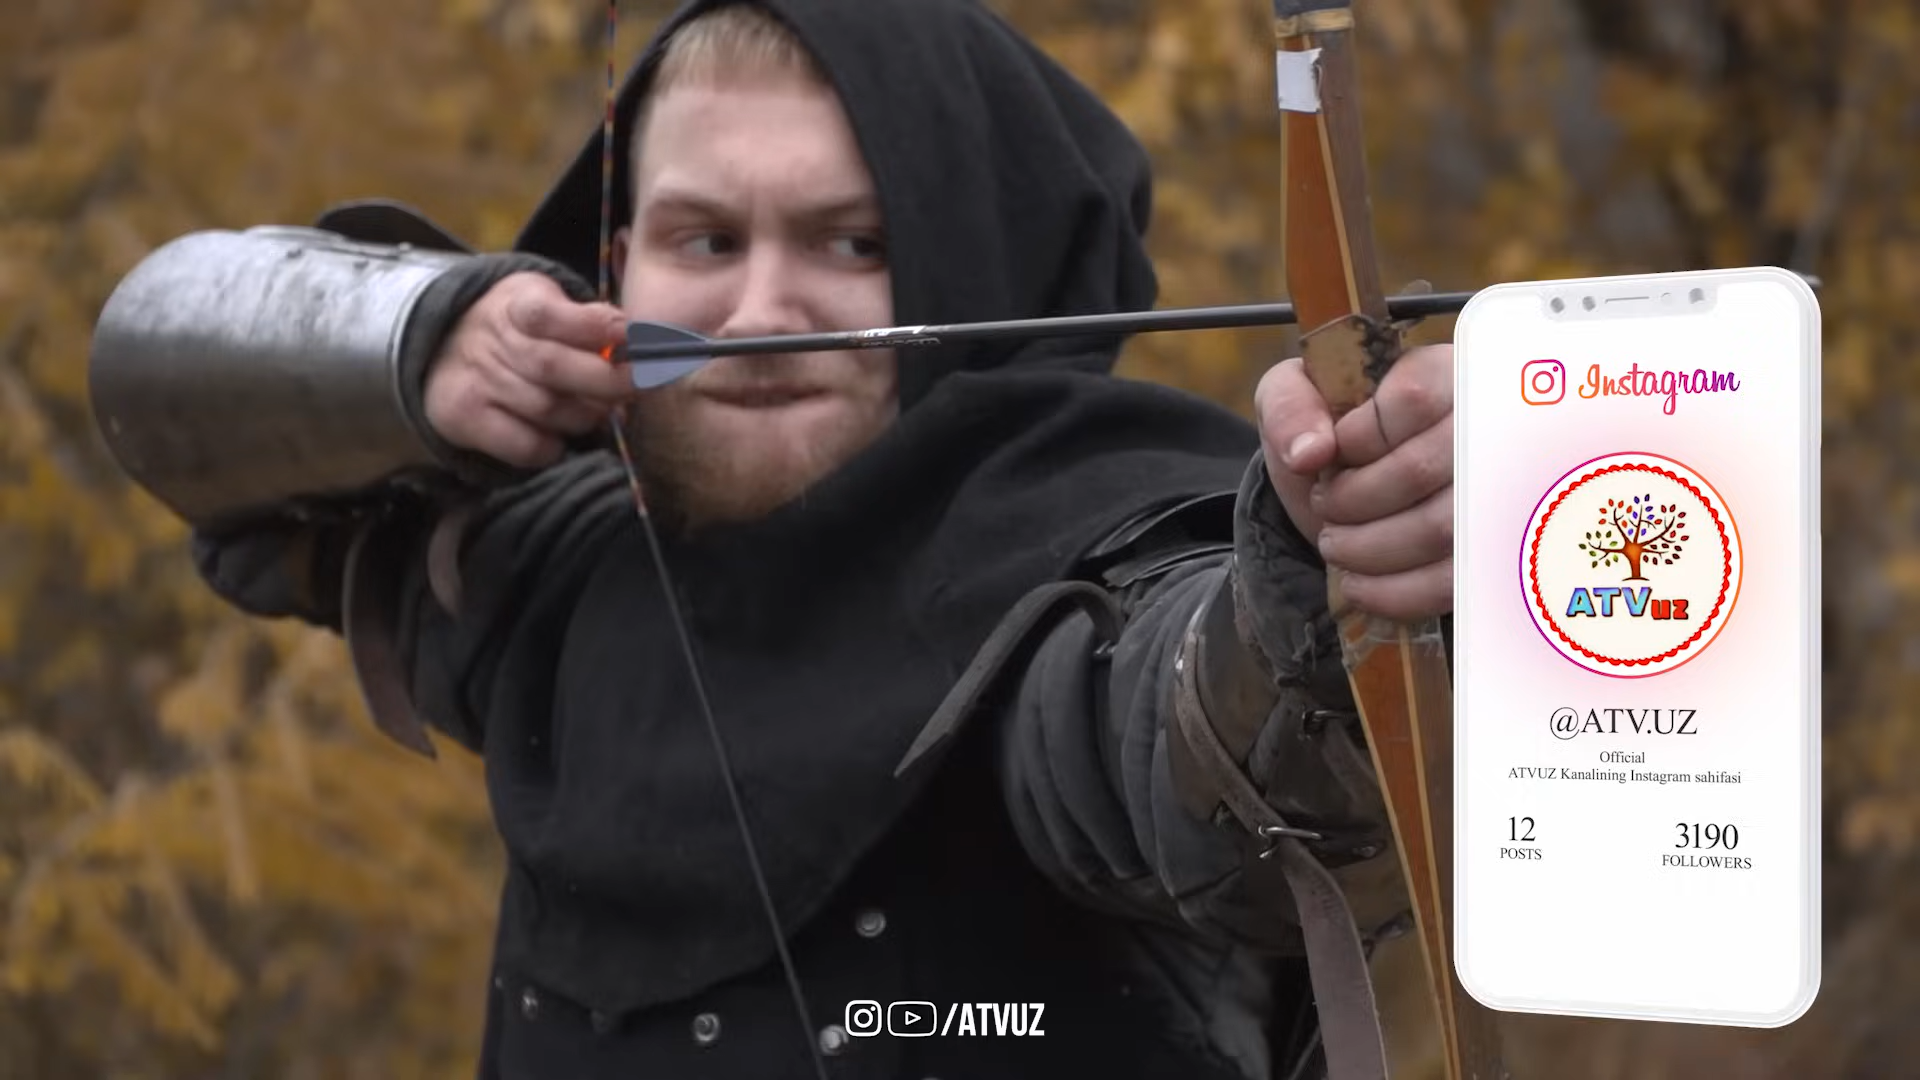 Instagram
ATVuz
@ATV.UZ
Official
ATVUZ Kanalining Instagram sahifasi
12
POSTS
3190
FOLLOWERS
/ATVUZ